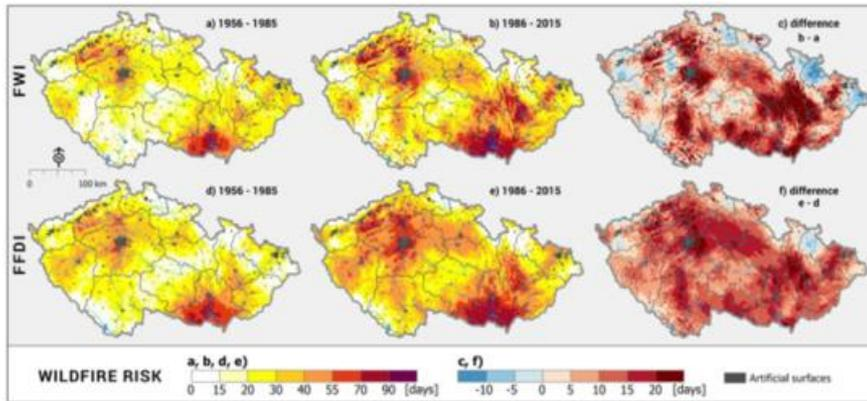 a) 1956 - 1985
b) 1986 - 2015
c) difference
b - a
FWI
0 100 km
d) 1956 - 1985
e) 1986 - 2015
f) difference
e - d
FFDI
a, b, d, e)
c, f)
WILDFIRE RISK
Artificial surfaces
0 15 20 30 40 55 70 90 [days]
-10 -5 0 5 10 15 20 [days]